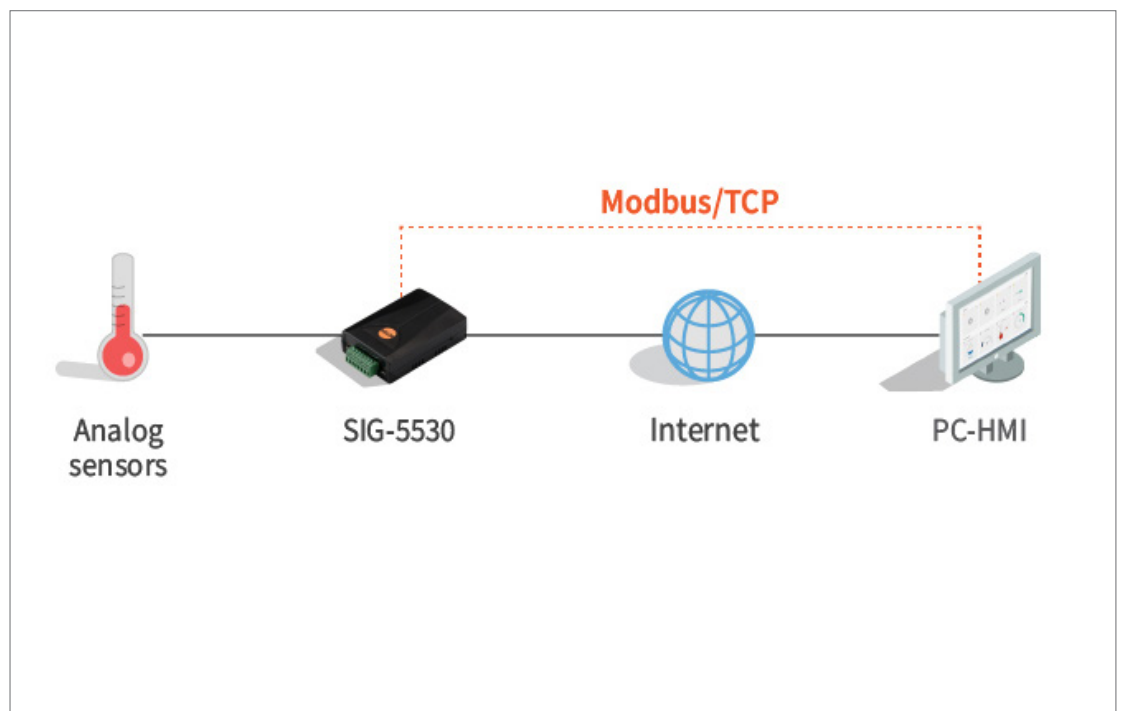 Modbus/TCP
Analog
sensors
SIG-5530
Internet
PC-HMI